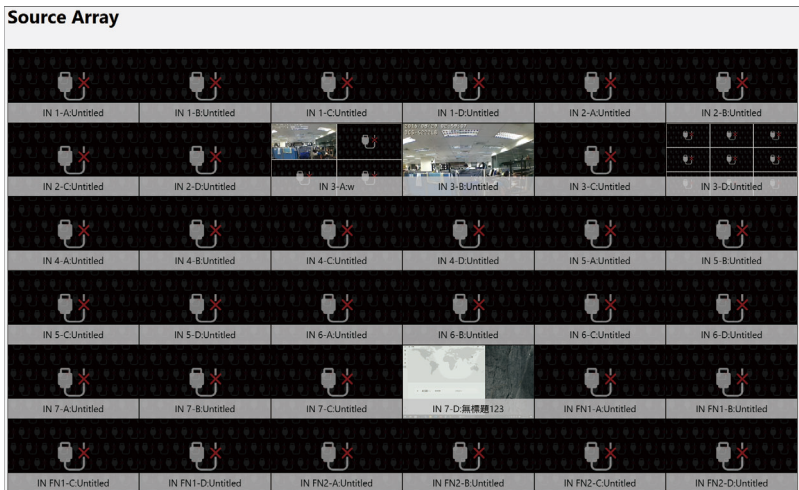 Source Array
IN 1-A:Untitled
IN 1-B:Untitled
IN 1-C:Untitled
IN 1-D:Untitled
IN 2-A:Untitled
IN 2-B:Untitled
IN 2-C:Untitled
IN 2-D:Untitled
IN 3-A:w
IN 3-B:Untitled
IN 3-C:Untitled
IN 3-D:Untitled
IN 4-A:Untitled
IN 4-B:Untitled
IN 4-C:Untitled
IN 4-D:Untitled
IN 5-A:Untitled
IN 5-B:Untitled
IN 5-C:Untitled
IN 5-D:Untitled
IN 6-A:Untitled
IN 6-B:Untitled
IN 6-C:Untitled
IN 6-D:Untitled
IN 7-A:Untitled
IN 7-B:Untitled
IN 7-C:Untitled
IN 7-D:無標題123
IN FN1-A:Untitled
IN FN1-B:Untitled
IN FN1-C:Untitled
IN FN1-D:Untitled
IN FN2-A:Untitled
IN FN2-B:Untitled
IN FN2-C:Untitled
IN FN2-D:Untitled